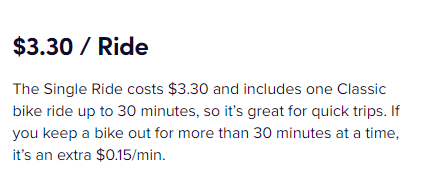 $3.30 / Ride
The Single Ride costs $3.30 and includes one Classic
bike ride up to 30 minutes, so it's great for quick trips. If
you keep a bike out for more than 30 minutes at a time,
it's an extra $0.15/min.